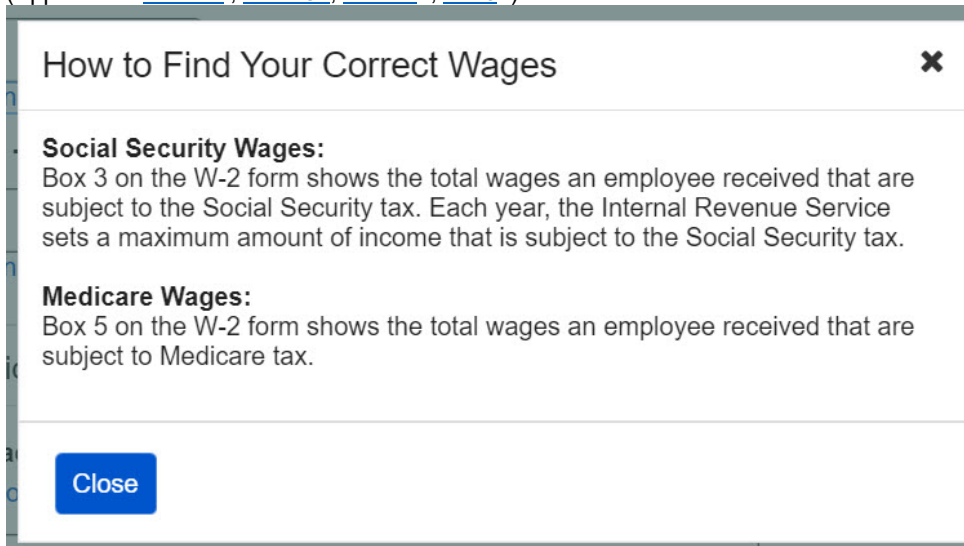 How to Find Your Correct Wages
Social Security Wages:
Box 3 on the W-2 form shows the total wages an employee received that are
subject to the Social Security tax. Each year, the Internal Revenue Service
sets a maximum amount of income that is subject to the Social Security tax.
Medicare Wages:
Box 5 on the W-2 form shows the total wages an employee received that are
subject to Medicare tax.
Close